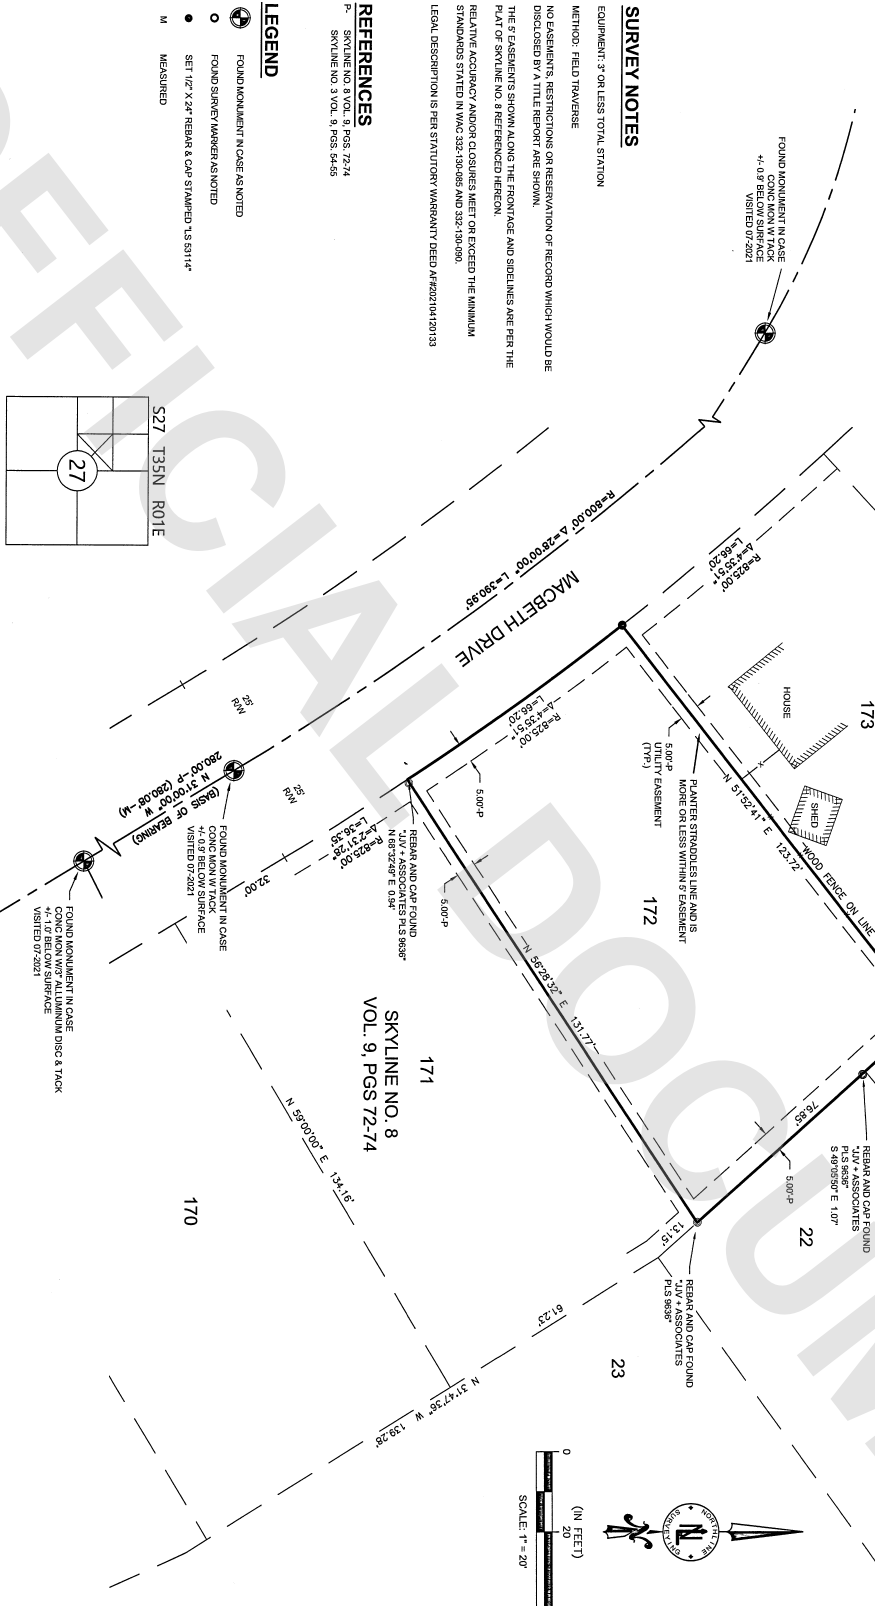 SURVEY NOTES
EQUIPMENT: 3" OR LESS TOTAL STATION
METHOD: FIELD TRAVERSE
NO EASEMENTS, RESTRICTIONS OR RESERVATION OF RECORD WHICH WOULD BE
DISCLOSED BY A TITLE REPORT ARE SHOWN.
THE 5' EASEMENTS SHOWN ALONG THE FRONTAGE AND SIDELINES ARE PER THE
PLAT OF SKYLINE NO. 8 REFERENCED HEREON.
RELATIVE ACCURACY AND/OR CLOSURES MEET OR EXCEED THE MINIMUM
STANDARDS STATED IN WAC 332-130-085 AND 332-130-090.
LEGAL DESCRIPTION IS PER STATUTORY WARRANTY DEED AF#202104120133
REFERENCES
P- SKYLINE NO. 8 VOL. 9, PGS. 72-74
SKYLINE NO. 3 VOL. 9, PGS. 54-55
LEGEND
FOUND MONUMENT IN CASE AS NOTED
FOUND SURVEY MARKER AS NOTED
SET 1/2" X 24" REBAR & CAP STAMPED "LS 53114"
M MEASURED
FOUND MONUMENT IN CASE
CONC MON W TACK
+/- 0.9' BELOW SURFACE
VISITED 07-2021
S27 T35N R01E
27
R=800.00' Δ=28°00'00" L=390.95'
MACBETH DRIVE
R=825.00'
Δ=4°35'51"
L=66.20'
HOUSE
173
SHED
X
5.00'-P
UTILITY EASEMENT
(TYP.)
PLANTER STRADDLES LINE AND IS
MORE OR LESS WITHIN 5' EASEMENT
N 51°52'41" E 123.72'
WOOD FENCE ON LINE
172
R=825.00'
Δ=4°35'51"
L=66.20'
5.00'-P
5.00'-P
REBAR AND CAP FOUND
"JJV + ASSOCIATES PLS 9636"
N 68°32'49" E 0.94'
R=825.00'
Δ=2°31'28"
L=36.35'
32.00'
25'
R/W
25'
R/W
N 31°00'00" W
(BASIS OF BEARING)
280.00'-P (280.08'-M)
FOUND MONUMENT IN CASE
CONC MON W TACK
+/- 0.9' BELOW SURFACE
VISITED 07-2021
FOUND MONUMENT IN CASE
CONC MON W/3" ALLUMINUM DISC & TACK
+/- 1.0' BELOW SURFACE
VISITED 07-2021
N 56°28'32" E 131.77'
171
SKYLINE NO. 8
VOL. 9, PGS 72-74
N 59°00'00" E 134.16'
170
76.85'
5.00'-P
22
REBAR AND CAP FOUND
"JJV + ASSOCIATES
PLS 9636"
S 49°05'50" E 1.07'
13.15'
REBAR AND CAP FOUND
"JJV + ASSOCIATES
PLS 9636"
23
61.23'
N 31°47'36" W 139.28'
0 20
(IN FEET)
SCALE: 1" = 20'
NORTHLINE
SURVEYING
NL
N
OFFICIAL DOCUM